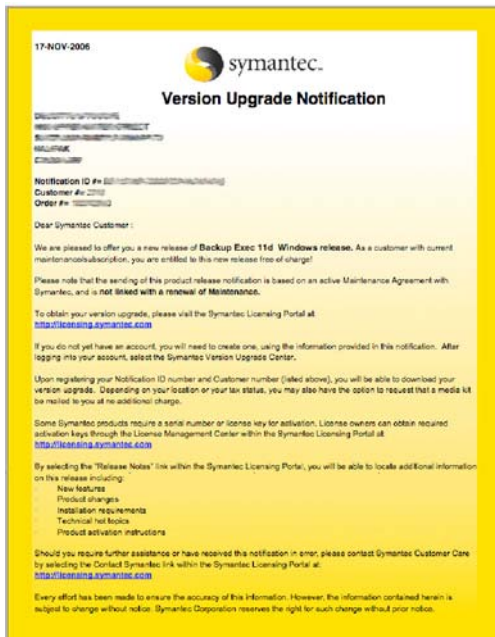 17-NOV-2006
symantec.
Version Upgrade Notification
HALIFAX
Notification ID #=
Customer #=
Order #=
Dear Symantec Customer :
We are pleased to offer you a new release of Backup Exec 11d Windows release. As a customer with current
maintenance/subscription, you are entitled to this new release free of charge!
Please note that the sending of this product release notification is based on an active Maintenance Agreement with
Symantec, and is not linked with a renewal of Maintenance.
To obtain your version upgrade, please visit the Symantec Licensing Portal at:
http://licensing.symantec.com
If you do not yet have an account, you will need to create one, using the information provided in this notification. After
logging into your account, select the Symantec Version Upgrade Center.
Upon registering your Notification ID number and Customer number (listed above), you will be able to download your
version upgrade. Depending on your location or your tax status, you may also have the option to request that a media kit
be mailed to you at no additional charge.
Some Symantec products require a serial number or license key for activation. License owners can obtain required
activation keys through the License Management Center within the Symantec Licensing Portal at:
http://licensing.symantec.com
By selecting the "Release Notes" link within the Symantec Licensing Portal, you will be able to locate additional information
on this release including:
New features
Product changes
Installation requirements
Technical hot topics
Product activation instructions
Should you require further assistance or have received this notification in error, please contact Symantec Customer Care
by selecting the Contact Symantec link within the Symantec Licensing Portal at:
http://licensing.symantec.com
Every effort has been made to ensure the accuracy of this information. However, the information contained herein is
subject to change without notice. Symantec Corporation reserves the right for such change without prior notice.